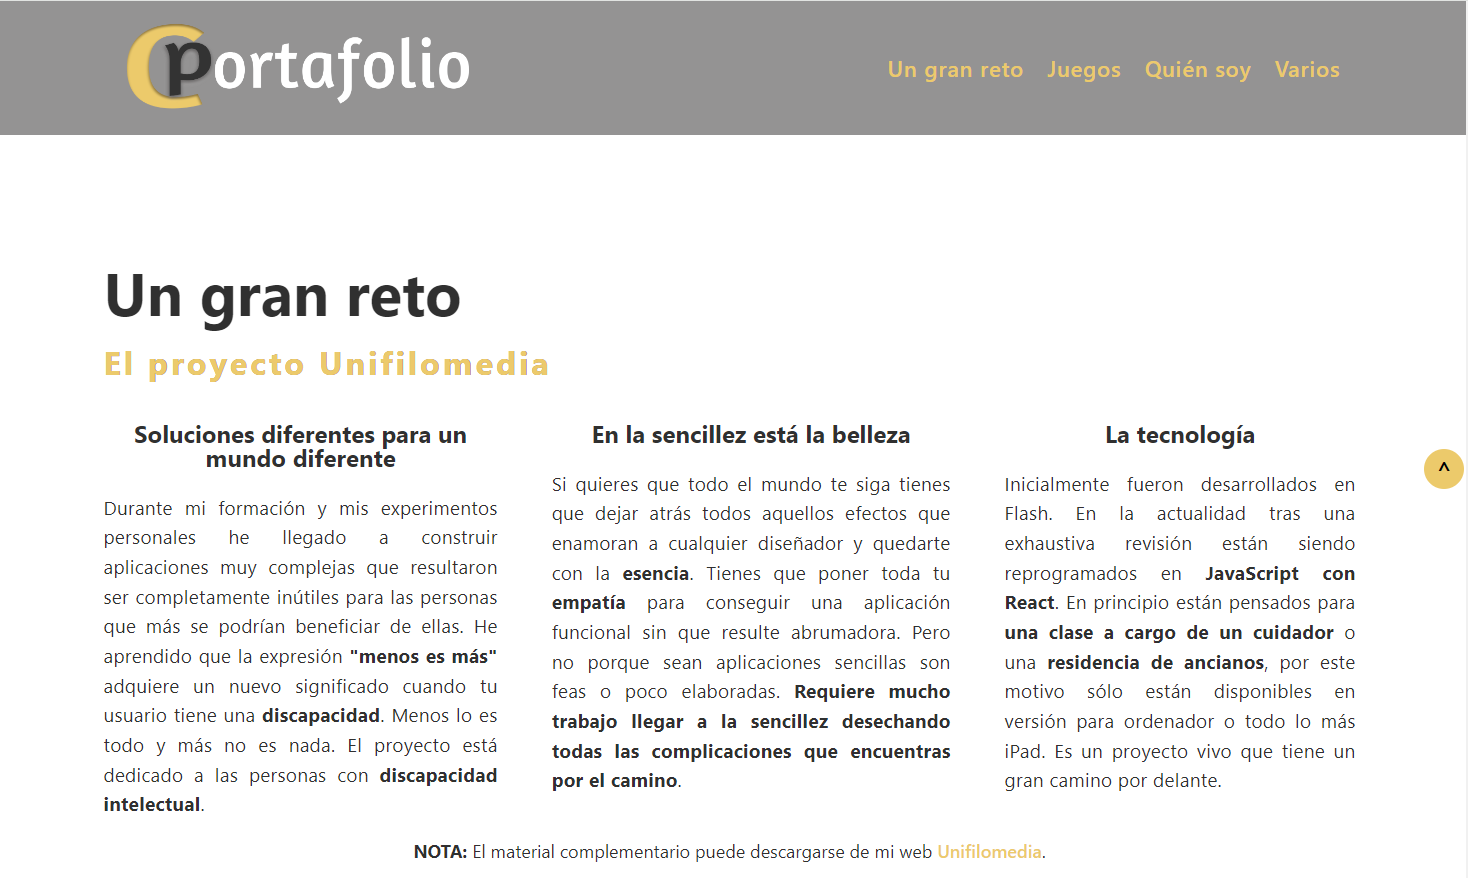 Cportafolio
Un gran reto Juegos Quién soy Varios
Un gran reto
El proyecto Unifilomedia
Soluciones diferentes para un
mundo diferente
Durante mi formación y mis experimentos
personales he llegado a construir
aplicaciones muy complejas que resultaron
ser completamente inútiles para las personas
que más se podrían beneficiar de ellas. He
aprendido que la expresión "menos es más"
adquiere un nuevo significado cuando tu
usuario tiene una discapacidad. Menos lo es
todo y más no es nada. El proyecto está
dedicado a las personas con discapacidad
intelectual.
En la sencillez está la belleza
Si quieres que todo el mundo te siga tienes
que dejar atrás todos aquellos efectos que
enamoran a cualquier diseñador y quedarte
con la esencia. Tienes que poner toda tu
empatía para conseguir una aplicación
funcional sin que resulte abrumadora. Pero
no porque sean aplicaciones sencillas son
feas o poco elaboradas. Requiere mucho
trabajo llegar a la sencillez desechando
todas las complicaciones que encuentras
por el camino.
La tecnología
Inicialmente fueron desarrollados en
Flash. En la actualidad tras una
exhaustiva revisión están siendo
reprogramados en JavaScript con
React. En principio están pensados para
una clase a cargo de un cuidador o
una residencia de ancianos, por este
motivo sólo están disponibles en
versión para ordenador o todo lo más
iPad. Es un proyecto vivo que tiene un
gran camino por delante.
^
NOTA: El material complementario puede descargarse de mi web Unifilomedia.